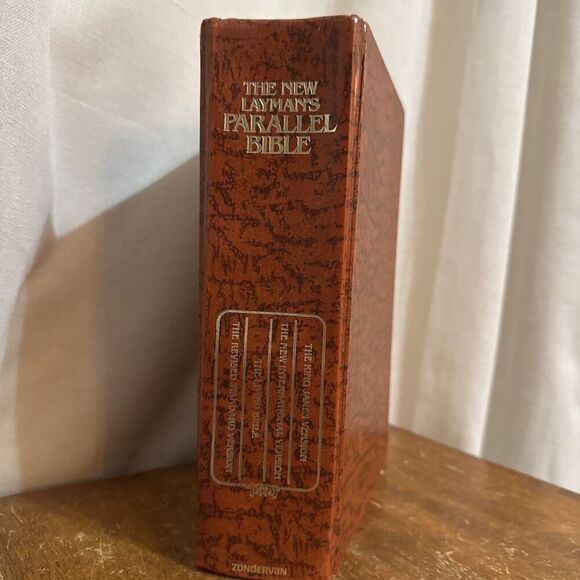 THE NEW
LAYMAN'S
PARALLEL
BIBLE
THE KING JAMES VERSION
THE NEW INTERNATIONAL VERSION
THE LIVING BIBLE
THE REVISED STANDARD VERSION
ZONDERVAN